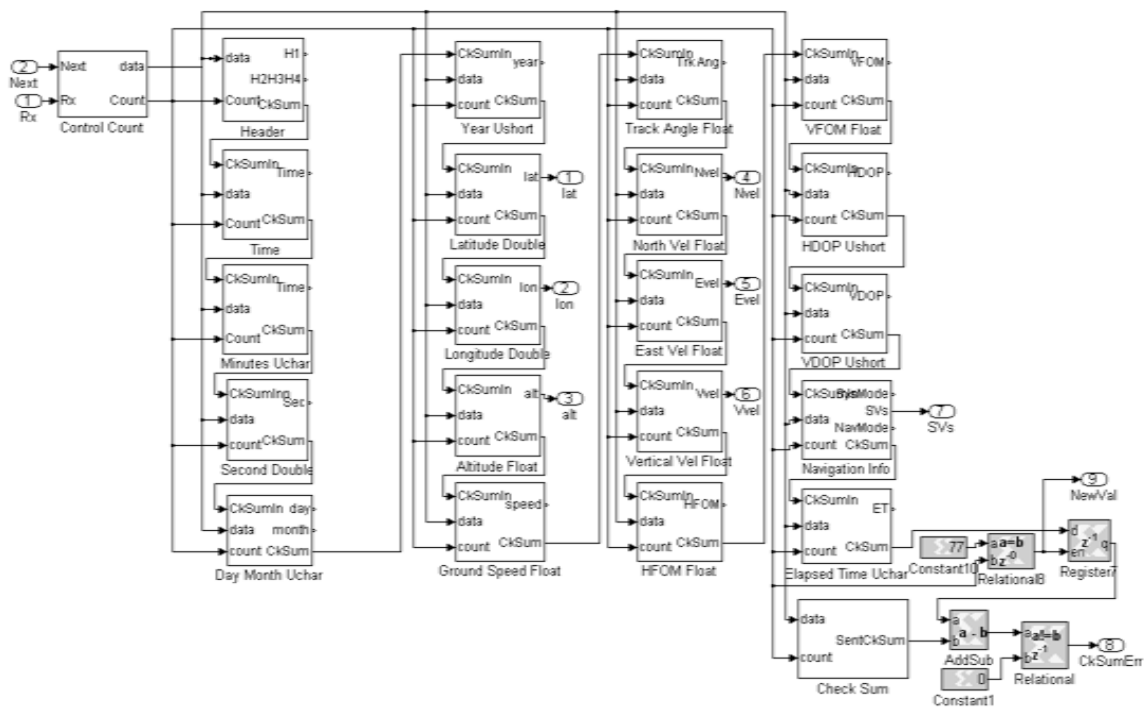 Next
data
2
Next
1
Rx
Rx
Count
Control Count
data
H1
H2H3H4
Count
CkSum
Header
CkSumIn
Time
data
Count
CkSum
Time
CkSumIn
Time
data
Count
CkSum
Minutes Uchar
CkSumInn
Sec
data
count
CkSum
Second Double
CkSumIn
day
data
month
count
CkSum
Day Month Uchar
CkSumIn
year
data
count
CkSum
Year Ushort
CkSumIn
lat
1
lat
data
count
CkSum
Latitude Double
CkSumIn
lon
2
lon
data
count
CkSum
Longitude Double
CkSumIn
alt
3
alt
data
count
CkSum
Altitude Float
CkSumIn
speed
data
count
CkSum
Ground Speed Float
CkSumIn
Trk Ang
data
count
CkSum
Track Angle Float
CkSumIn
Nvel
4
Nvel
data
count
CkSum
North Vel Float
CkSumIn
Evel
5
Evel
data
count
CkSum
East Vel Float
CkSumIn
Vvel
6
Vvel
data
count
CkSum
Vertical Vel Float
CkSumIn
HFOM
data
count
CkSum
HFOM Float
CkSumIn
VFOM
data
count
CkSum
VFOM Float
CkSumIn
HDOP
data
count
CkSum
HDOP Ushort
CkSumIn
VDOP
data
count
CkSum
VDOP Ushort
CkSumIn
SysMode
data
SVs
7
SVs
NavMode
count
CkSum
Navigation Info
CkSumIn
ET
data
count
CkSum
Elapsed Time Uchar
9
NewVal
77
Constant10
a
b
a=b
z-0
Relational8
d
en
z-1
q
Register7
data
SentCkSum
count
Check Sum
a
b
a - b
AddSub
0
Constant1
a
b
a!=b
z-1
Relational
8
CkSumErr